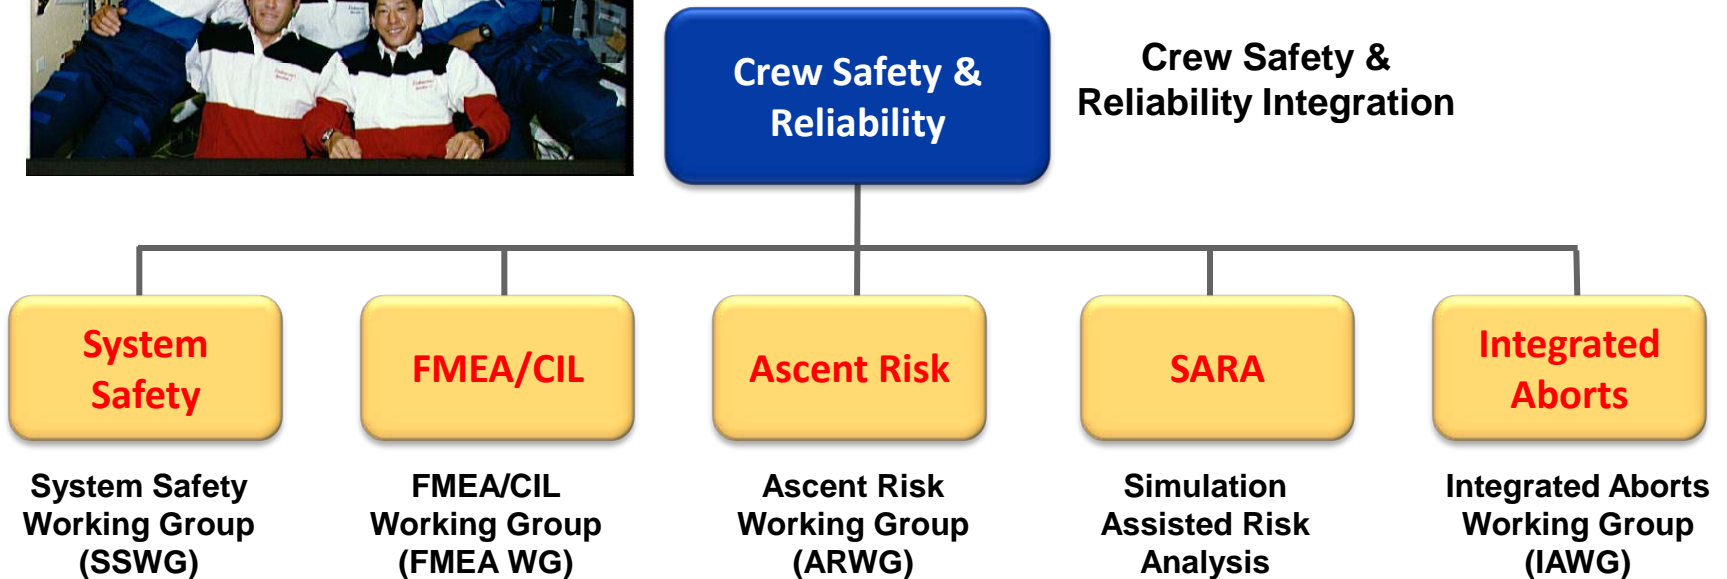 Crew Safety &
Reliability
Crew Safety &
Reliability Integration
System
Safety
FMEA/CIL
Ascent Risk
SARA
Integrated
Aborts
System Safety
Working Group
(SSWG)
FMEA/CIL
Working Group
(FMEA WG)
Ascent Risk
Working Group
(ARWG)
Simulation
Assisted Risk
Analysis
Integrated Aborts
Working Group
(IAWG)